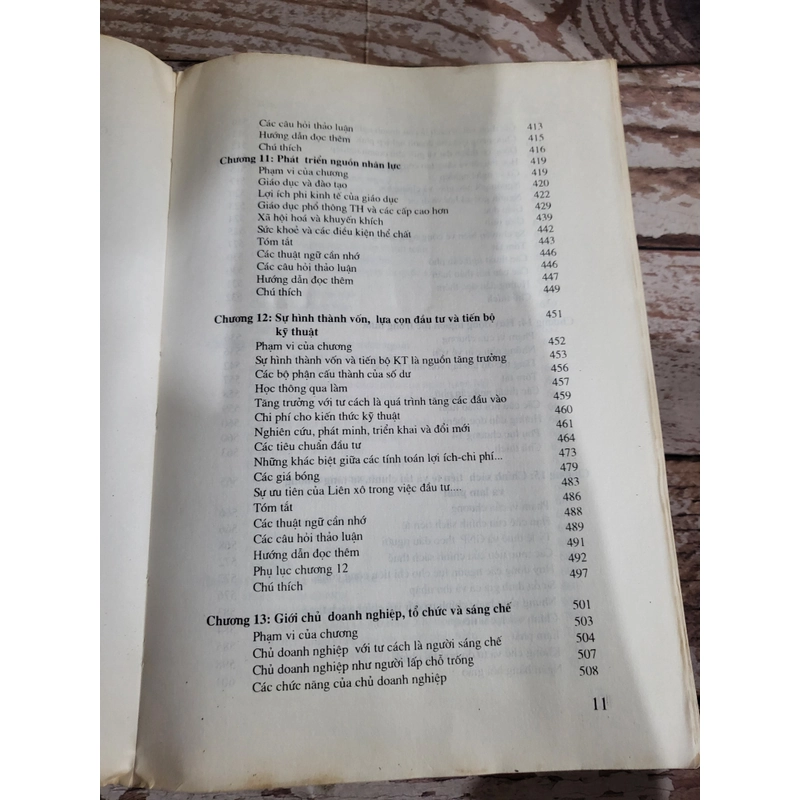 Các câu hỏi thảo luận 413
Hướng dẫn đọc thêm 415
Chú thích 416
Chương 11: Phát triển nguồn nhân lực 419
Phạm vi của chương 419
Giáo dục và đào tạo 420
Lợi ích phi kinh tế của giáo dục 422
Giáo dục phổ thông TH và các cấp cao hơn 429
Xã hội hoá và khuyến khích 439
Sức khoẻ và các điều kiện thể chất 442
Tóm tắt 443
Các thuật ngữ cần nhớ 446
Các câu hỏi thảo luận 446
Hướng dẫn đọc thêm 447
Chú thích 449
Chương 12: Sự hình thành vốn, lựa cọn đầu tư và tiến bộ 451
kỹ thuật
Phạm vi của chương 452
Sự hình thành vốn và tiến bộ KT là nguồn tăng trưởng 453
Các bộ phận cấu thành của số dư 456
Học thông qua làm 457
Tăng trưởng với tư cách là quá trình tăng các đầu vào 459
Chi phí cho kiến thức kỹ thuật 460
Nghiên cứu, phát minh, triển khai và đổi mới 461
Các tiêu chuẩn đầu tư 464
Những khác biệt giữa các tính toán lợi ích-chi phí... 473
Các giá bóng 479
Sự ưu tiên của Liên xô trong việc đầu tư.... 483
Tóm tắt 486
Các thuật ngữ cần nhớ 488
Các câu hỏi thảo luận 489
Hướng dẫn đọc thêm 491
Phụ lục chương 12 492
Chú thích 497
Chương 13: Giới chủ doanh nghiệp, tổ chức và sáng chế 501
Phạm vi của chương 503
Chủ doanh nghiệp với tư cách là người sáng chế 504
Chủ doanh nghiệp như người lấp chỗ trống 507
Các chức năng của chủ doanh nghiệp 508
11